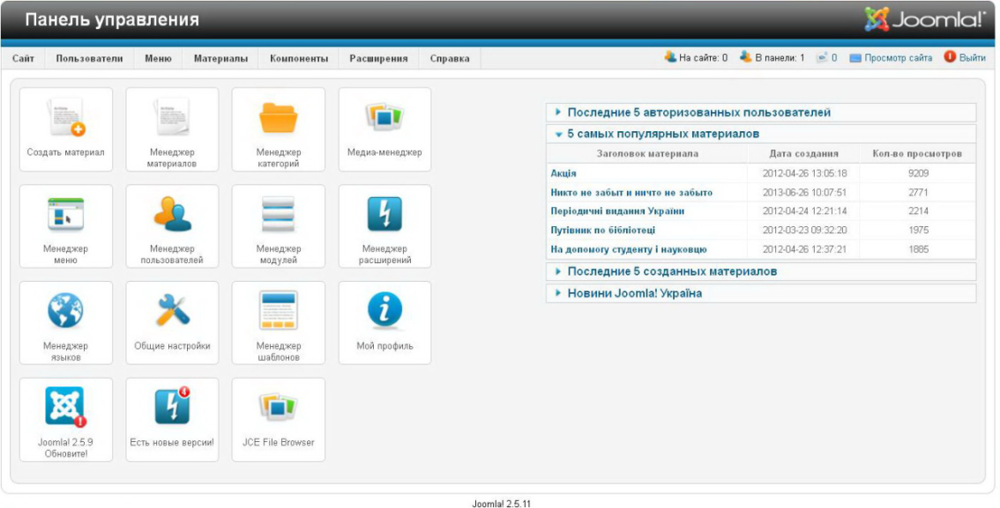 Панель управления
Joomla!
Сайт Пользователи Меню Материалы Компоненты Расширения Справка
На сайте: 0 В панели: 1 0 Просмотр сайта Выйти
Создать материал
Менеджер
материалов
Менеджер
категорий
Медиа-менеджер
Менеджер
меню
Менеджер
пользователей
Менеджер
модулей
Менеджер
расширений
Менеджер
языков
Общие настройки
Менеджер
шаблонов
Мой профиль
Joomla! 2.5.9
Обновите!
4
Есть новые версии!
JCE File Browser
Последние 5 авторизованных пользователей
5 самых популярных материалов
Заголовок материала Дата создания Кол-во просмотров
Акція 2012-04-26 13:05:18 9209
Никто не забыт и ничто не забыто 2013-06-26 10:07:51 2771
Періодичні видання України 2012-04-24 12:21:14 2214
Путівник по бібліотеці 2012-03-23 09:32:20 1975
На допомогу студенту і науковцю 2012-04-26 12:37:21 1885
Последние 5 созданных материалов
Новини Joomla! Україна
Joomla! 2.5.11